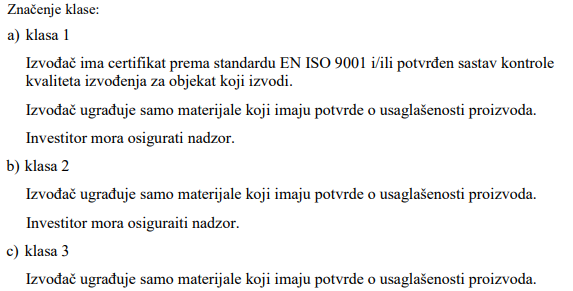 Značenje klase:
a) klasa 1
Izvođač ima certifikat prema standardu EN ISO 9001 i/ili potvrđen sastav kontrole
kvaliteta izvođenja za objekat koji izvodi.
Izvođač ugrađuje samo materijale koji imaju potvrde o usaglašenosti proizvoda.
Investitor mora osigurati nadzor.
b) klasa 2
Izvođač ugrađuje samo materijale koji imaju potvrde o usaglašenosti proizvoda.
Investitor mora osiguraiti nadzor.
c) klasa 3
Izvođač ugrađuje samo materijale koji imaju potvrde o usaglašenosti proizvoda.